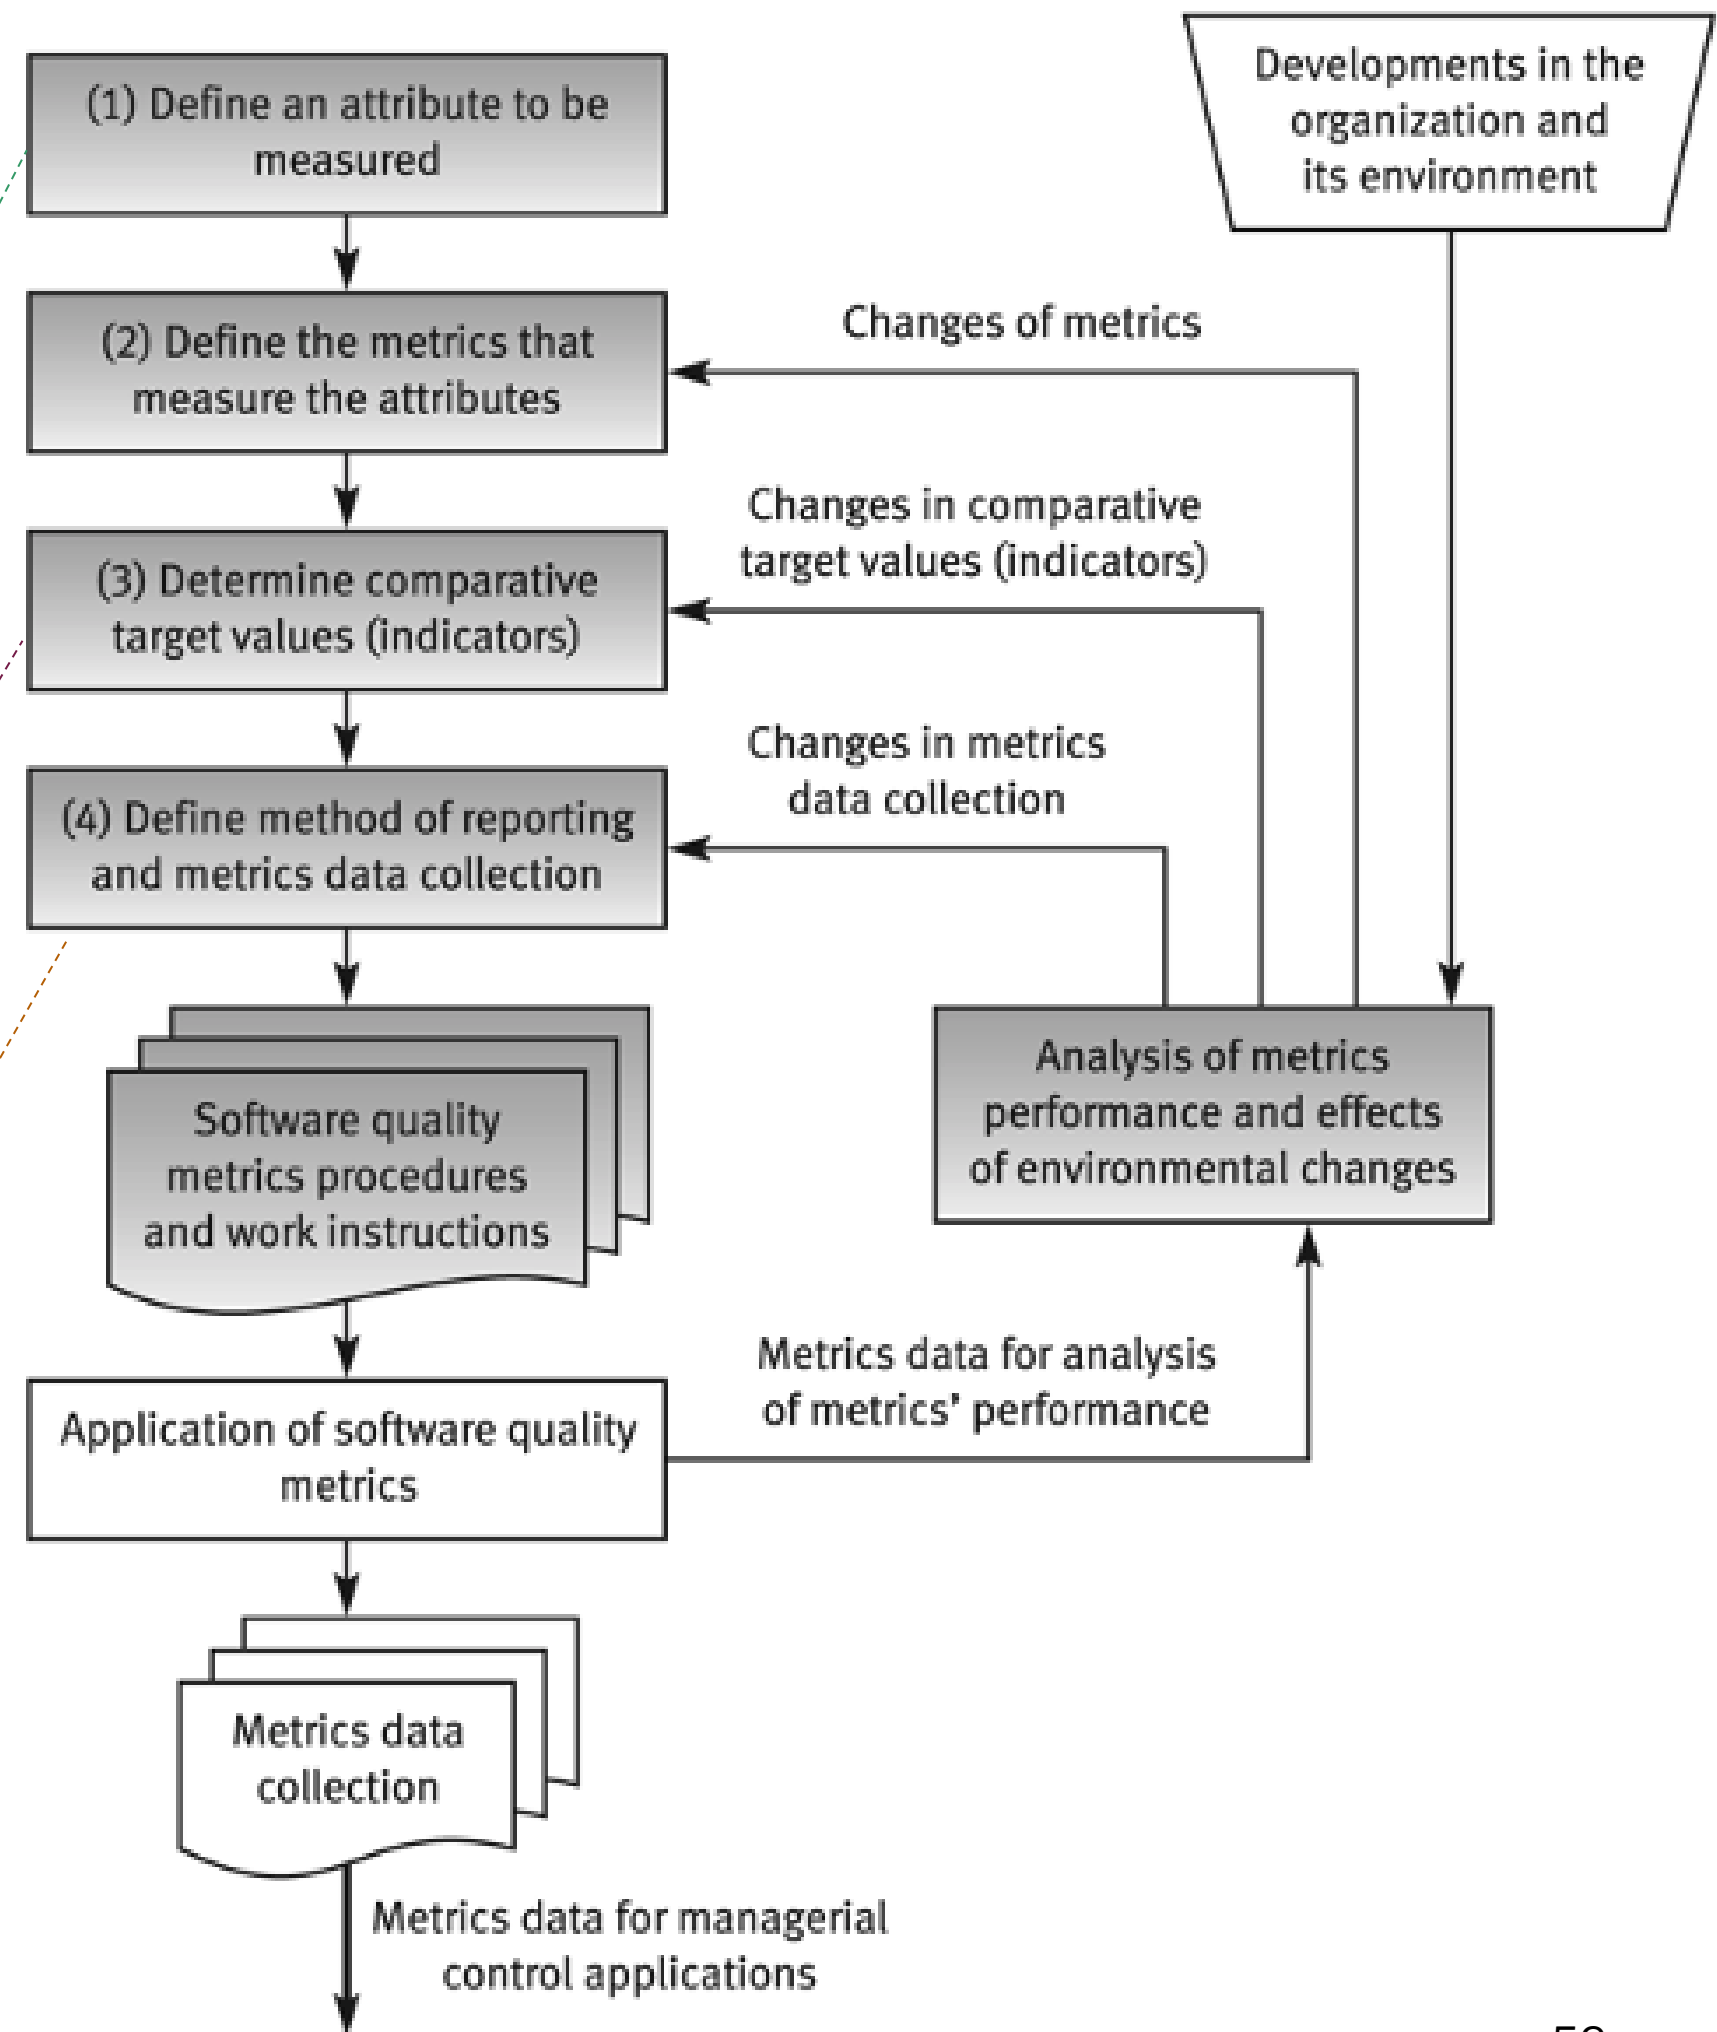 (1) Define an attribute to be
measured
Developments in the
organization and
its environment
(2) Define the metrics that
measure the attributes
Changes of metrics
(3) Determine comparative
target values (indicators)
Changes in comparative
target values (indicators)
(4) Define method of reporting
and metrics data collection
Changes in metrics
data collection
Software quality
metrics procedures
and work instructions
Analysis of metrics
performance and effects
of environmental changes
Application of software quality
metrics
Metrics data for analysis
of metrics’ performance
Metrics data
collection
Metrics data for managerial
control applications